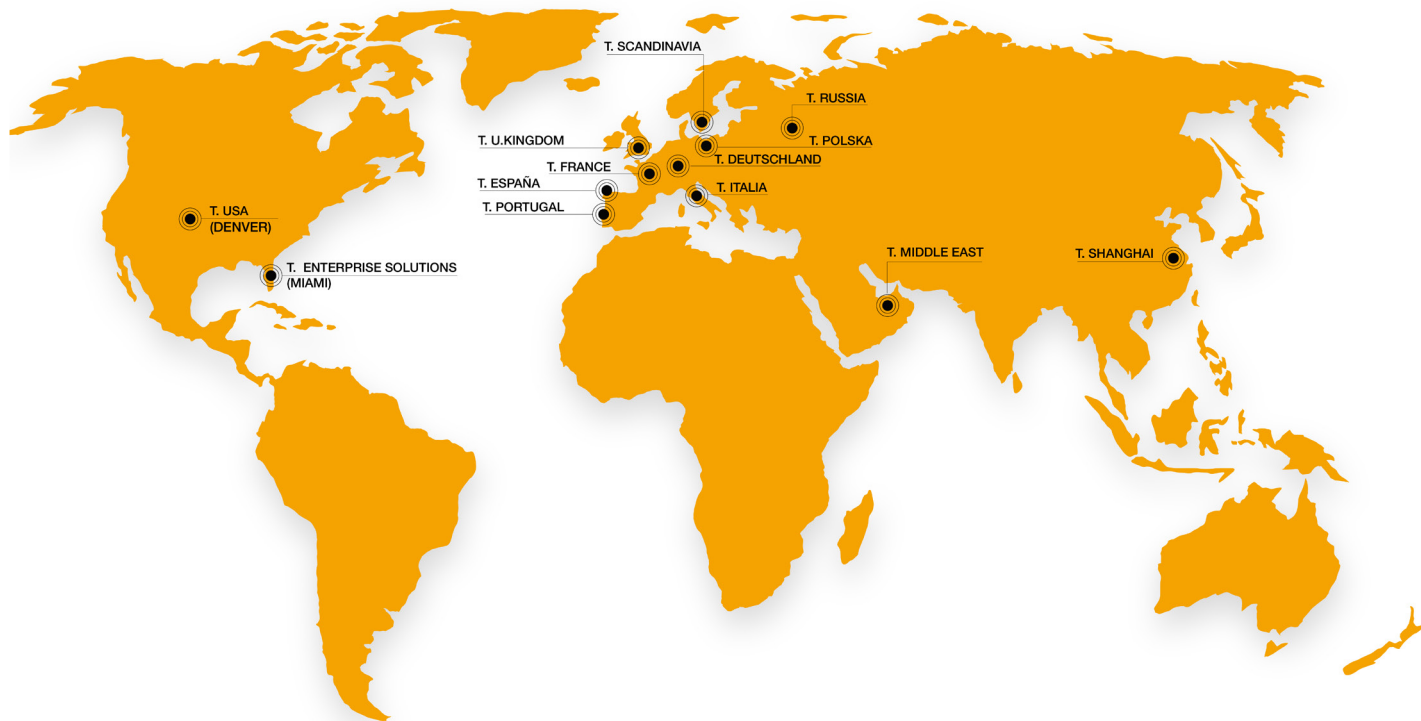 T. SCANDINAVIA
T. RUSSIA
T. U.KINGDOM
T. POLSKA
T. FRANCE
T. DEUTSCHLAND
T. ESPAÑA
T. ITALIA
T. PORTUGAL
T. USA
(DENVER)
T. MIDDLE EAST
T. SHANGHAI
T. ENTERPRISE SOLUTIONS
(MIAMI)